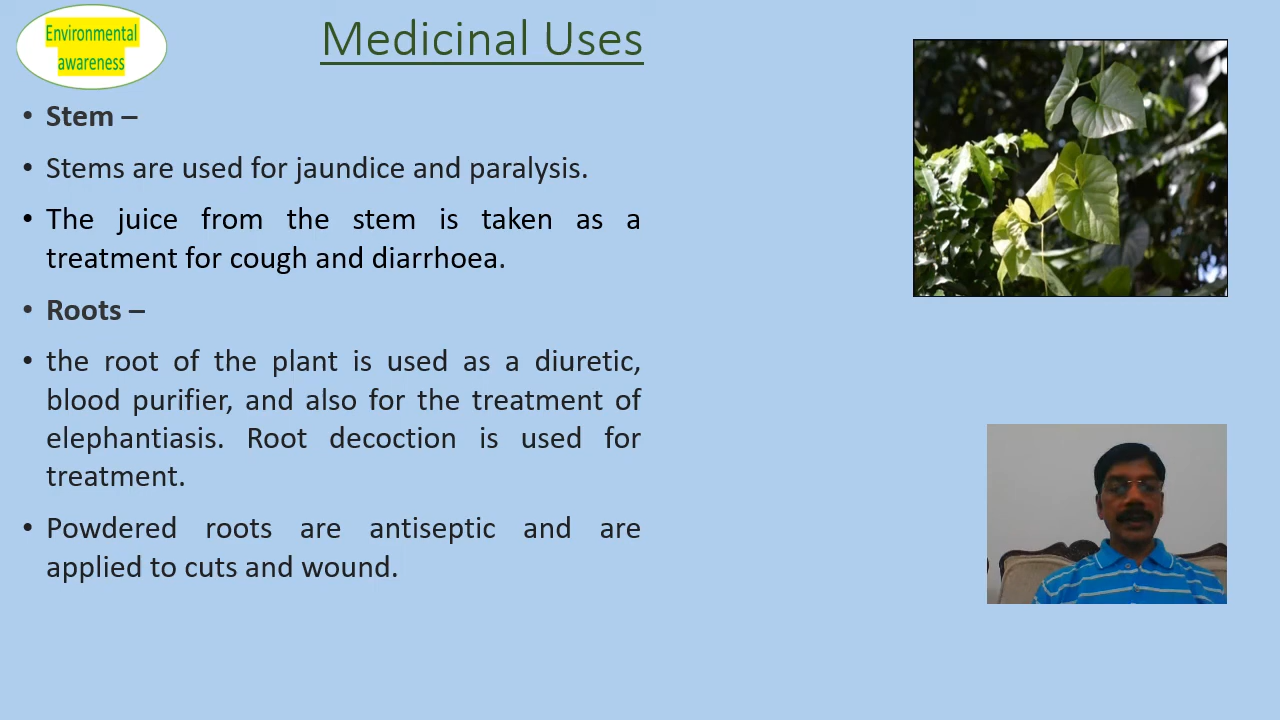 Environmental
awareness
Medicinal Uses
• Stem –
• Stems are used for jaundice and paralysis.
• The juice from the stem is taken as a
treatment for cough and diarrhoea.
• Roots –
• the root of the plant is used as a diuretic,
blood purifier, and also for the treatment of
elephantiasis. Root decoction is used for
treatment.
• Powdered roots are antiseptic and are
applied to cuts and wound.